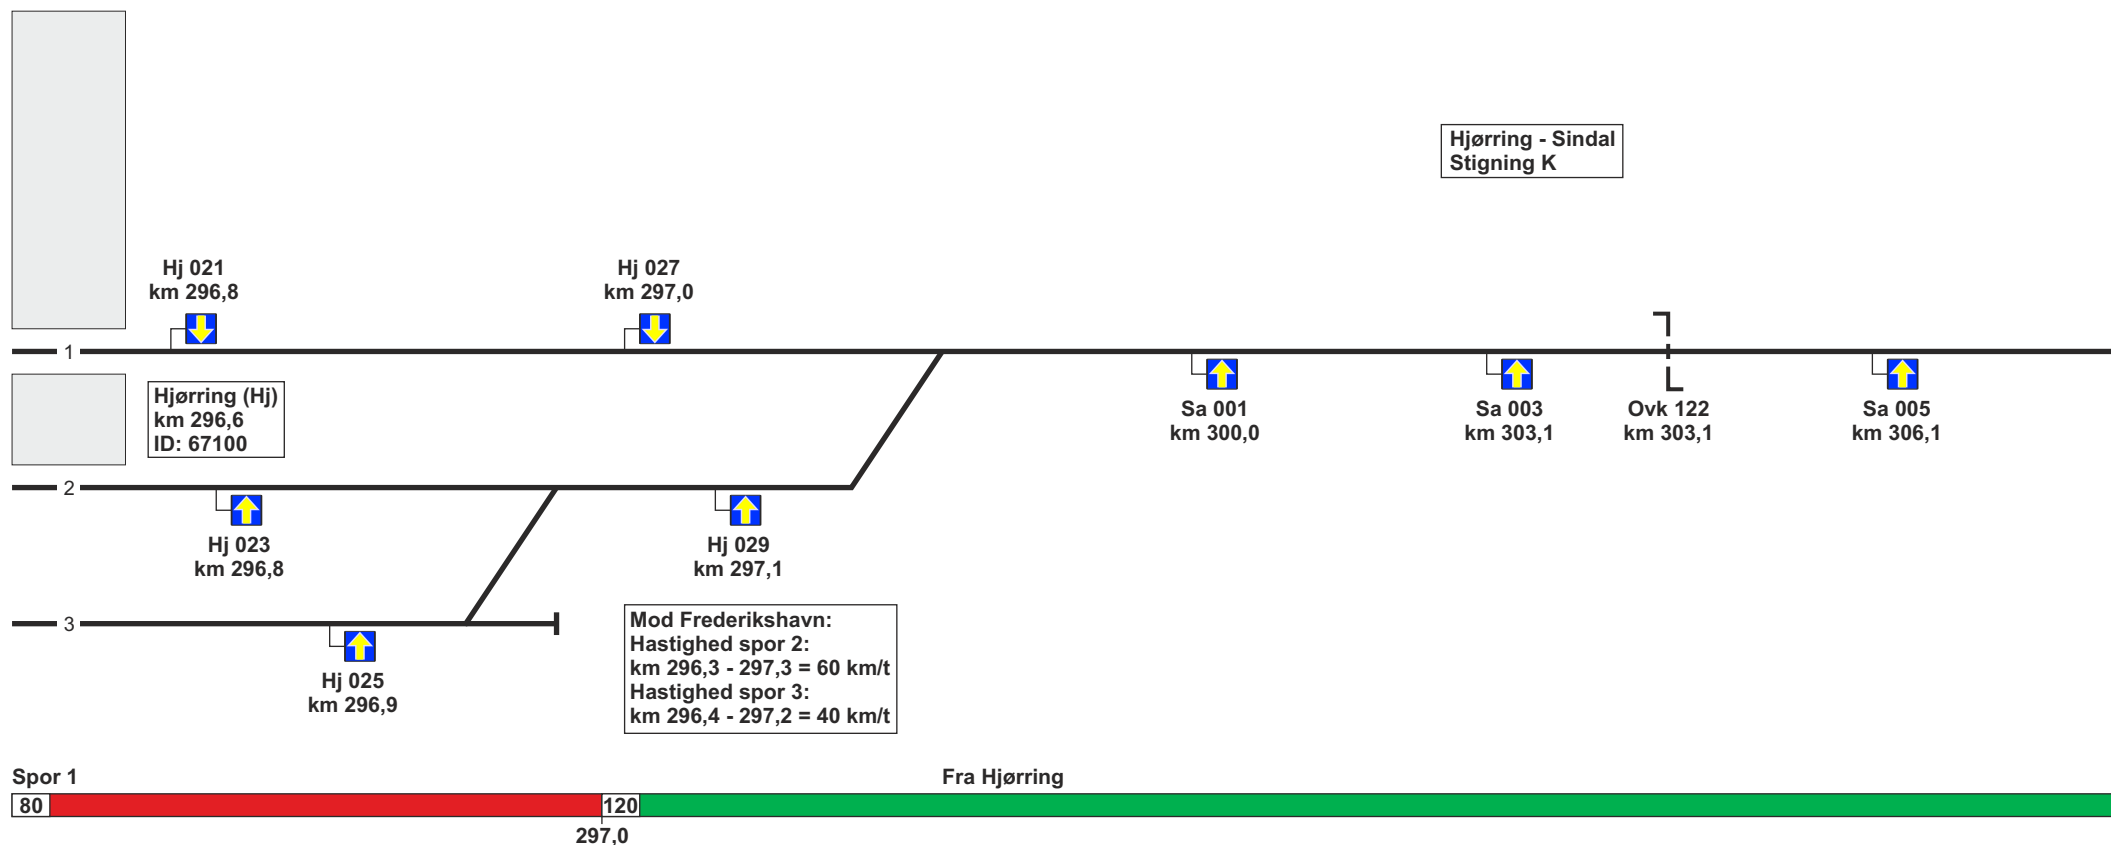 Hjørring - Sindal
Stigning K
Hj 021
km 296,8
Hj 027
km 297,0
1
Hjørring (Hj)
km 296,6
ID: 67100
Sa 001
km 300,0
Sa 003
km 303,1
Ovk 122
km 303,1
Sa 005
km 306,1
2
Hj 023
km 296,8
Hj 029
km 297,1
3
Hj 025
km 296,9
Mod Frederikshavn:
Hastighed spor 2:
km 296,3 - 297,3 = 60 km/t
Hastighed spor 3:
km 296,4 - 297,2 = 40 km/t
Spor 1
Fra Hjørring
80
120
297,0